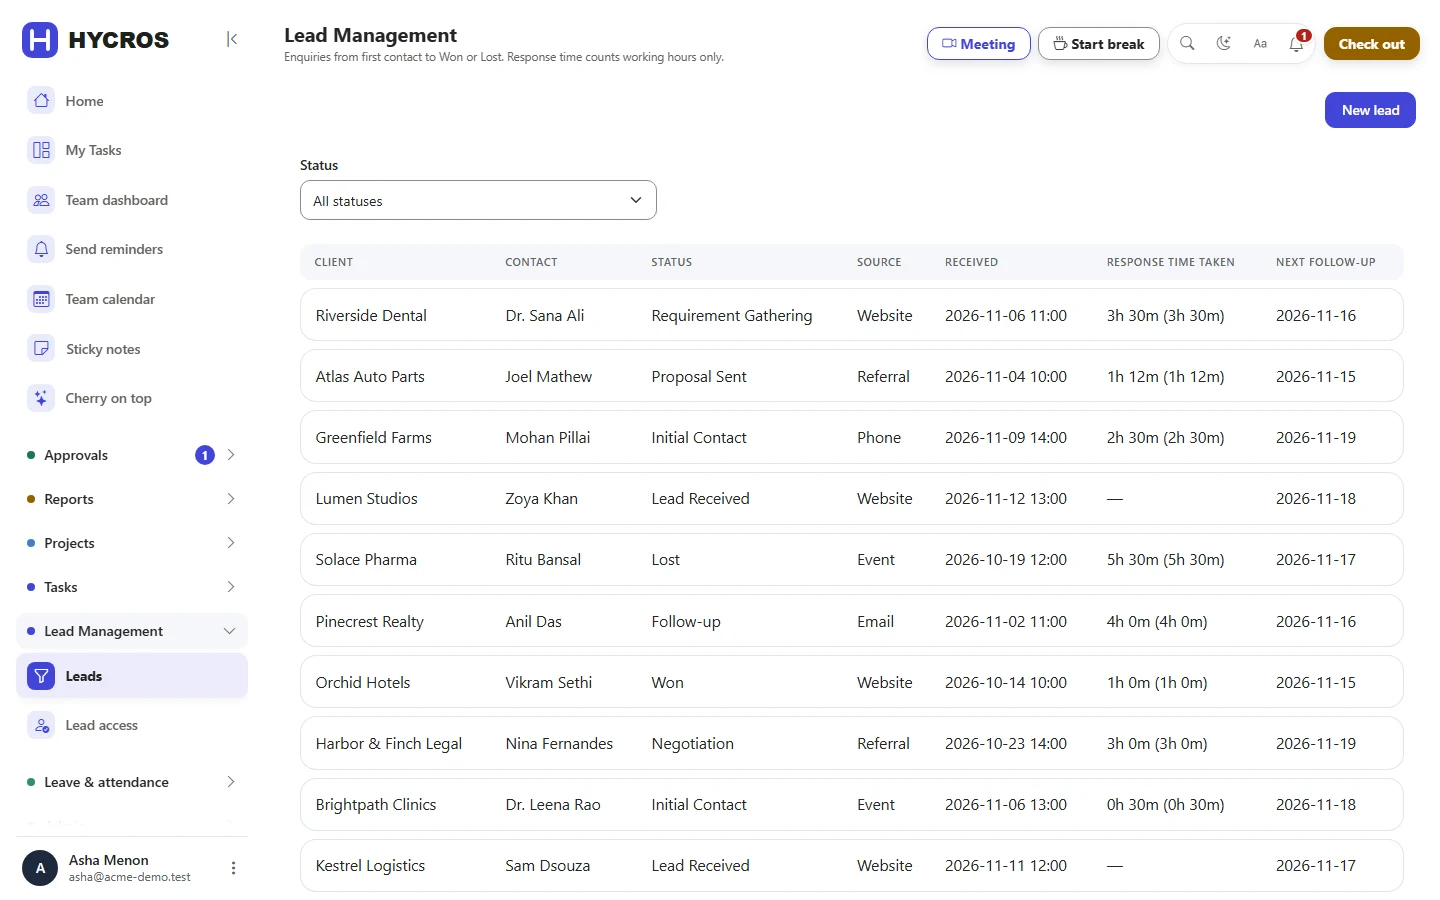 HYCROS
Home
My Tasks
Team dashboard
Send reminders
Team calendar
Sticky notes
Cherry on top
Approvals 1
Reports
Projects
Tasks
Lead Management
Leads
Lead access
Leave & attendance
A
Asha Menon
asha@acme-demo.test
Lead Management
Enquiries from first contact to Won or Lost. Response time counts working hours only.
Meeting Start break Aa 1 Check out
New lead
Status
All statuses
CLIENT CONTACT STATUS SOURCE RECEIVED RESPONSE TIME TAKEN NEXT FOLLOW-UP
Riverside Dental Dr. Sana Ali Requirement Gathering Website 2026-11-06 11:00 3h 30m (3h 30m) 2026-11-16
Atlas Auto Parts Joel Mathew Proposal Sent Referral 2026-11-04 10:00 1h 12m (1h 12m) 2026-11-15
Greenfield Farms Mohan Pillai Initial Contact Phone 2026-11-09 14:00 2h 30m (2h 30m) 2026-11-19
Lumen Studios Zoya Khan Lead Received Website 2026-11-12 13:00 — 2026-11-18
Solace Pharma Ritu Bansal Lost Event 2026-10-19 12:00 5h 30m (5h 30m) 2026-11-17
Pinecrest Realty Anil Das Follow-up Email 2026-11-02 11:00 4h 0m (4h 0m) 2026-11-16
Orchid Hotels Vikram Sethi Won Website 2026-10-14 10:00 1h 0m (1h 0m) 2026-11-15
Harbor & Finch Legal Nina Fernandes Negotiation Referral 2026-10-23 14:00 3h 0m (3h 0m) 2026-11-19
Brightpath Clinics Dr. Leena Rao Initial Contact Event 2026-11-06 13:00 0h 30m (0h 30m) 2026-11-18
Kestrel Logistics Sam Dsouza Lead Received Website 2026-11-11 12:00 — 2026-11-17